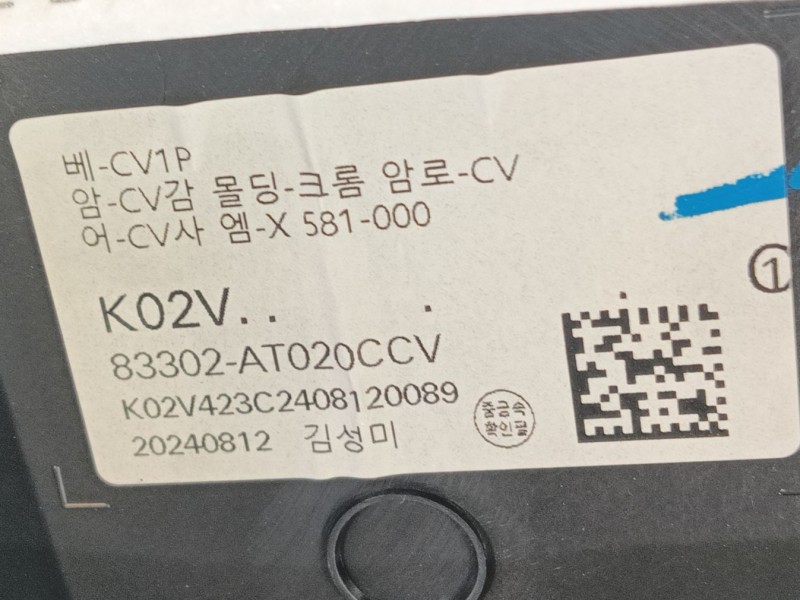 베-CV1P
암-CV감 몰딩-크롬 암로-CV
어-CV사 엠-X 581-000
K02V.. .
①
83302-AT020CCV
K02V423C2408120089
20240812 김성미